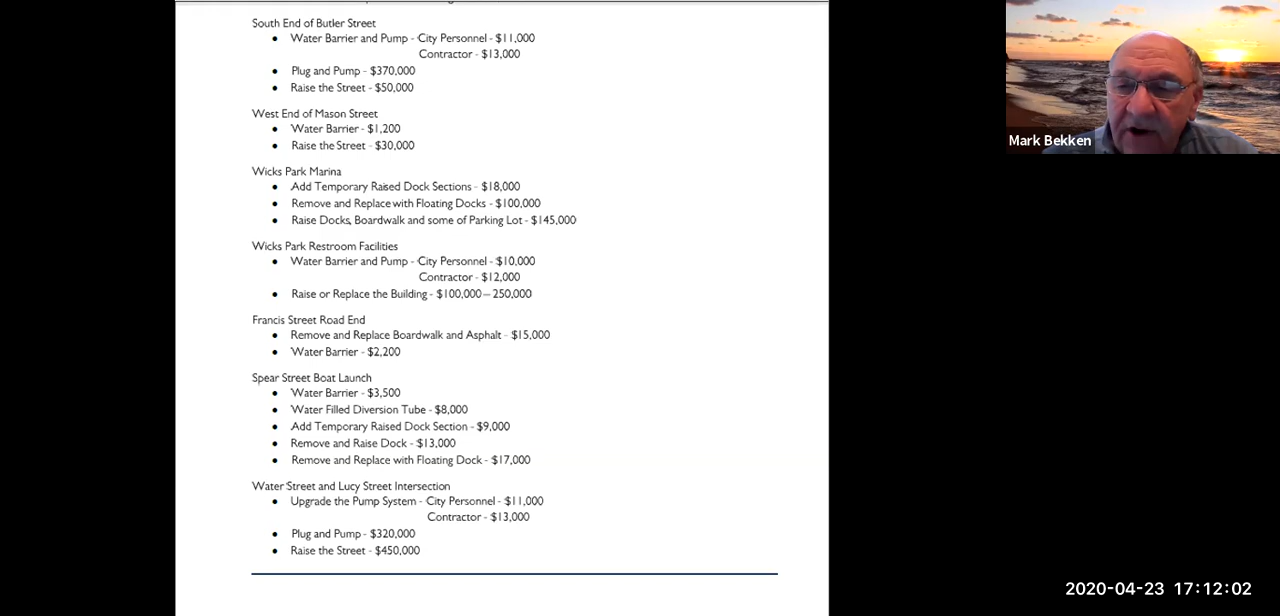 South End of Butler Street
• Water Barrier and Pump - City Personnel - $11,000
Contractor - $13,000
• Plug and Pump - $370,000
• Raise the Street - $50,000
West End of Mason Street
• Water Barrier - $1,200
• Raise the Street - $30,000
Wicks Park Marina
• Add Temporary Raised Dock Sections - $18,000
• Remove and Replace with Floating Docks - $100,000
• Raise Docks, Boardwalk and some of Parking Lot - $145,000
Wicks Park Restroom Facilities
• Water Barrier and Pump - City Personnel - $10,000
Contractor - $12,000
• Raise or Replace the Building - $100,000 – 250,000
Francis Street Road End
• Remove and Replace Boardwalk and Asphalt - $15,000
• Water Barrier - $2,200
Spear Street Boat Launch
• Water Barrier - $3,500
• Water Filled Diversion Tube - $8,000
• Add Temporary Raised Dock Section - $9,000
• Remove and Raise Dock - $13,000
• Remove and Replace with Floating Dock - $17,000
Water Street and Lucy Street Intersection
• Upgrade the Pump System - City Personnel - $11,000
Contractor - $13,000
• Plug and Pump - $320,000
• Raise the Street - $450,000
Mark Bekken
2020-04-23 17:12:02